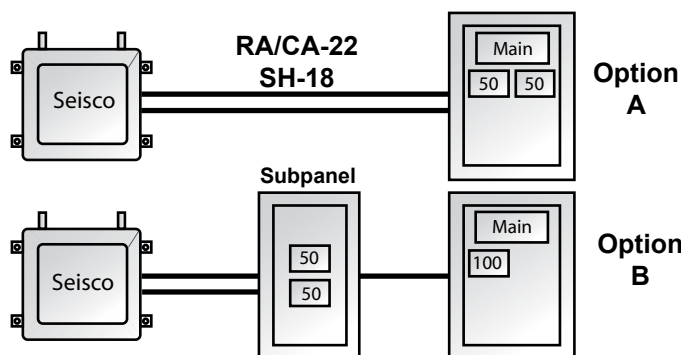 RA/CA-22
SH-18
Seisco
Main
50 50
Option
A
Subpanel
Seisco
50
50
Main
100
Option
B